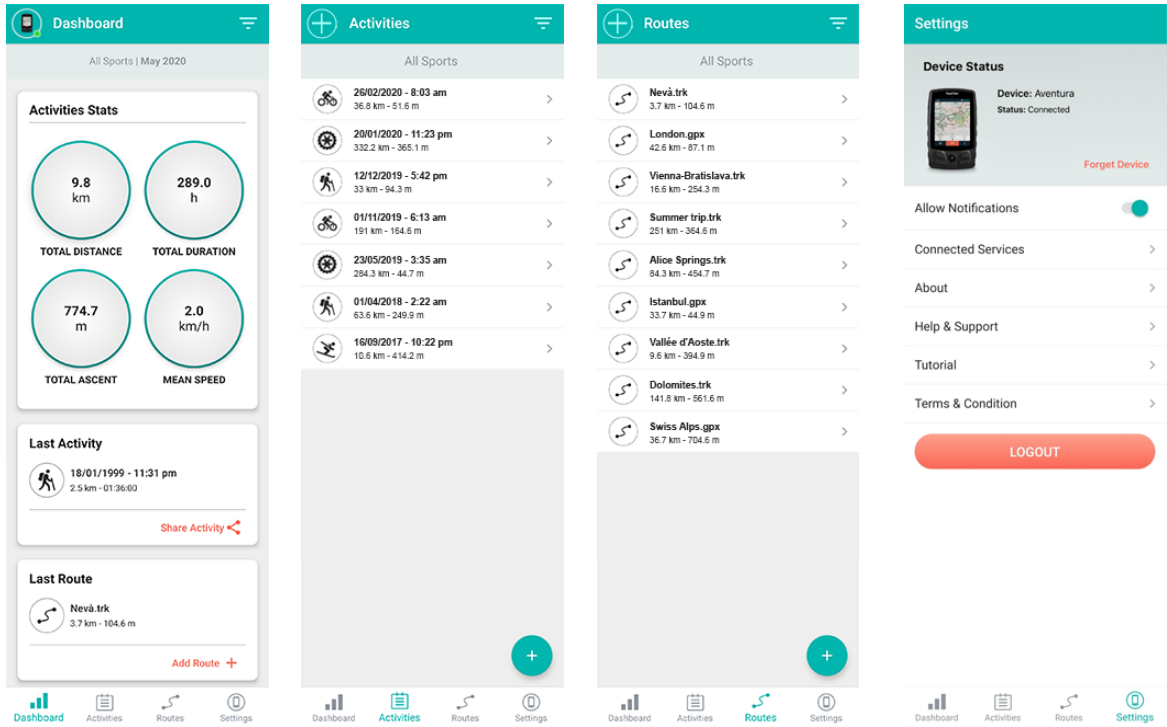 Dashboard
All Sports | May 2020
Activities Stats
9.8
km
289.0
h
TOTAL DISTANCE
TOTAL DURATION
774.7
m
2.0
km/h
TOTAL ASCENT
MEAN SPEED
Last Activity
18/01/1999 - 11:31 pm
2.5 km - 01:36:00
Share Activity
Last Route
Nevà.trk
3.7 km - 104.6 m
Add Route +
Dashboard
Activities
Routes
Settings
Activities
All Sports
26/02/2020 - 8:03 am
36.8 km - 51.6 m
20/01/2020 - 11:23 pm
332.2 km - 365.1 m
12/12/2019 - 5:42 pm
33 km - 94.3 m
01/11/2019 - 6:13 am
191 km - 164.6 m
23/05/2019 - 3:35 am
284.3 km - 44.7 m
01/04/2018 - 2:22 am
63.6 km - 249.9 m
16/09/2017 - 10:22 pm
10.6 km - 414.2 m
Dashboard
Activities
Routes
Settings
Routes
All Sports
Nevà.trk
3.7 km - 104.6 m
London.gpx
42.6 km - 87.1 m
Vienna-Bratislava.trk
16.6 km - 254.3 m
Summer trip.trk
251 km - 364.6 m
Alice Springs.trk
84.3 km - 454.7 m
Istanbul.gpx
33.7 km - 44.9 m
Vallée d'Aoste.trk
9.6 km - 394.9 m
Dolomites.trk
141.8 km - 561.6 m
Swiss Alps.gpx
36.7 km - 704.6 m
Dashboard
Activities
Routes
Settings
Settings
Device Status
Device: Aventura
Status: Connected
Forget Device
Allow Notifications
Connected Services
About
Help & Support
Tutorial
Terms & Condition
LOGOUT
Dashboard
Activities
Routes
Settings